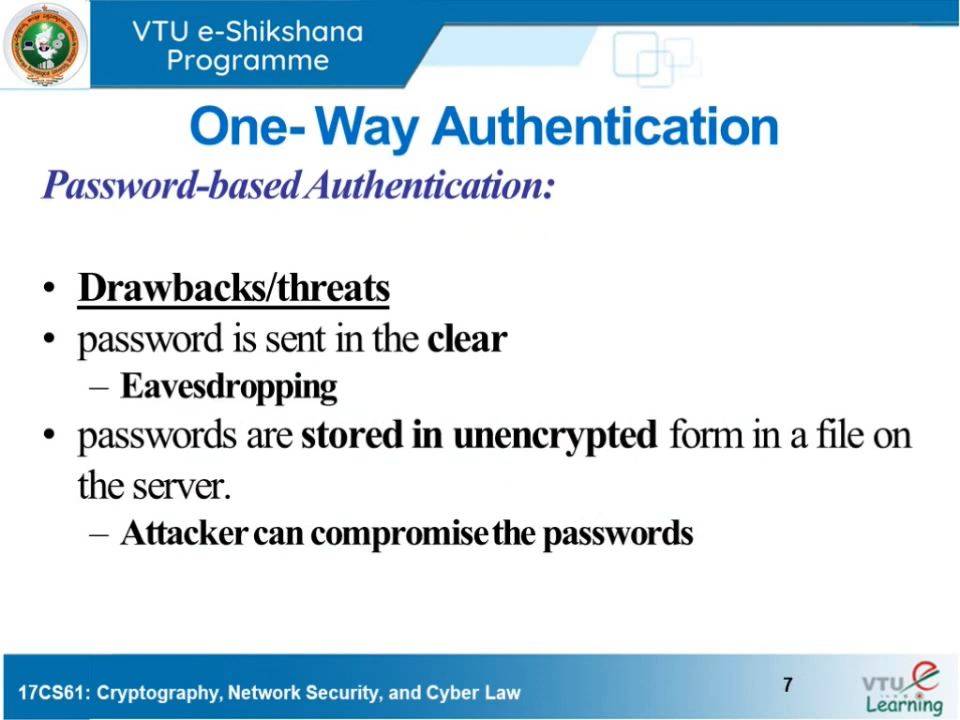 VTU e-Shikshana
Programme
One- Way Authentication
Password-based Authentication:
• Drawbacks/threats
• password is sent in the clear
– Eavesdropping
• passwords are stored in unencrypted form in a file on
the server.
– Attacker can compromise the passwords
17CS61: Cryptography, Network Security, and Cyber Law
7
VTU e
Learning